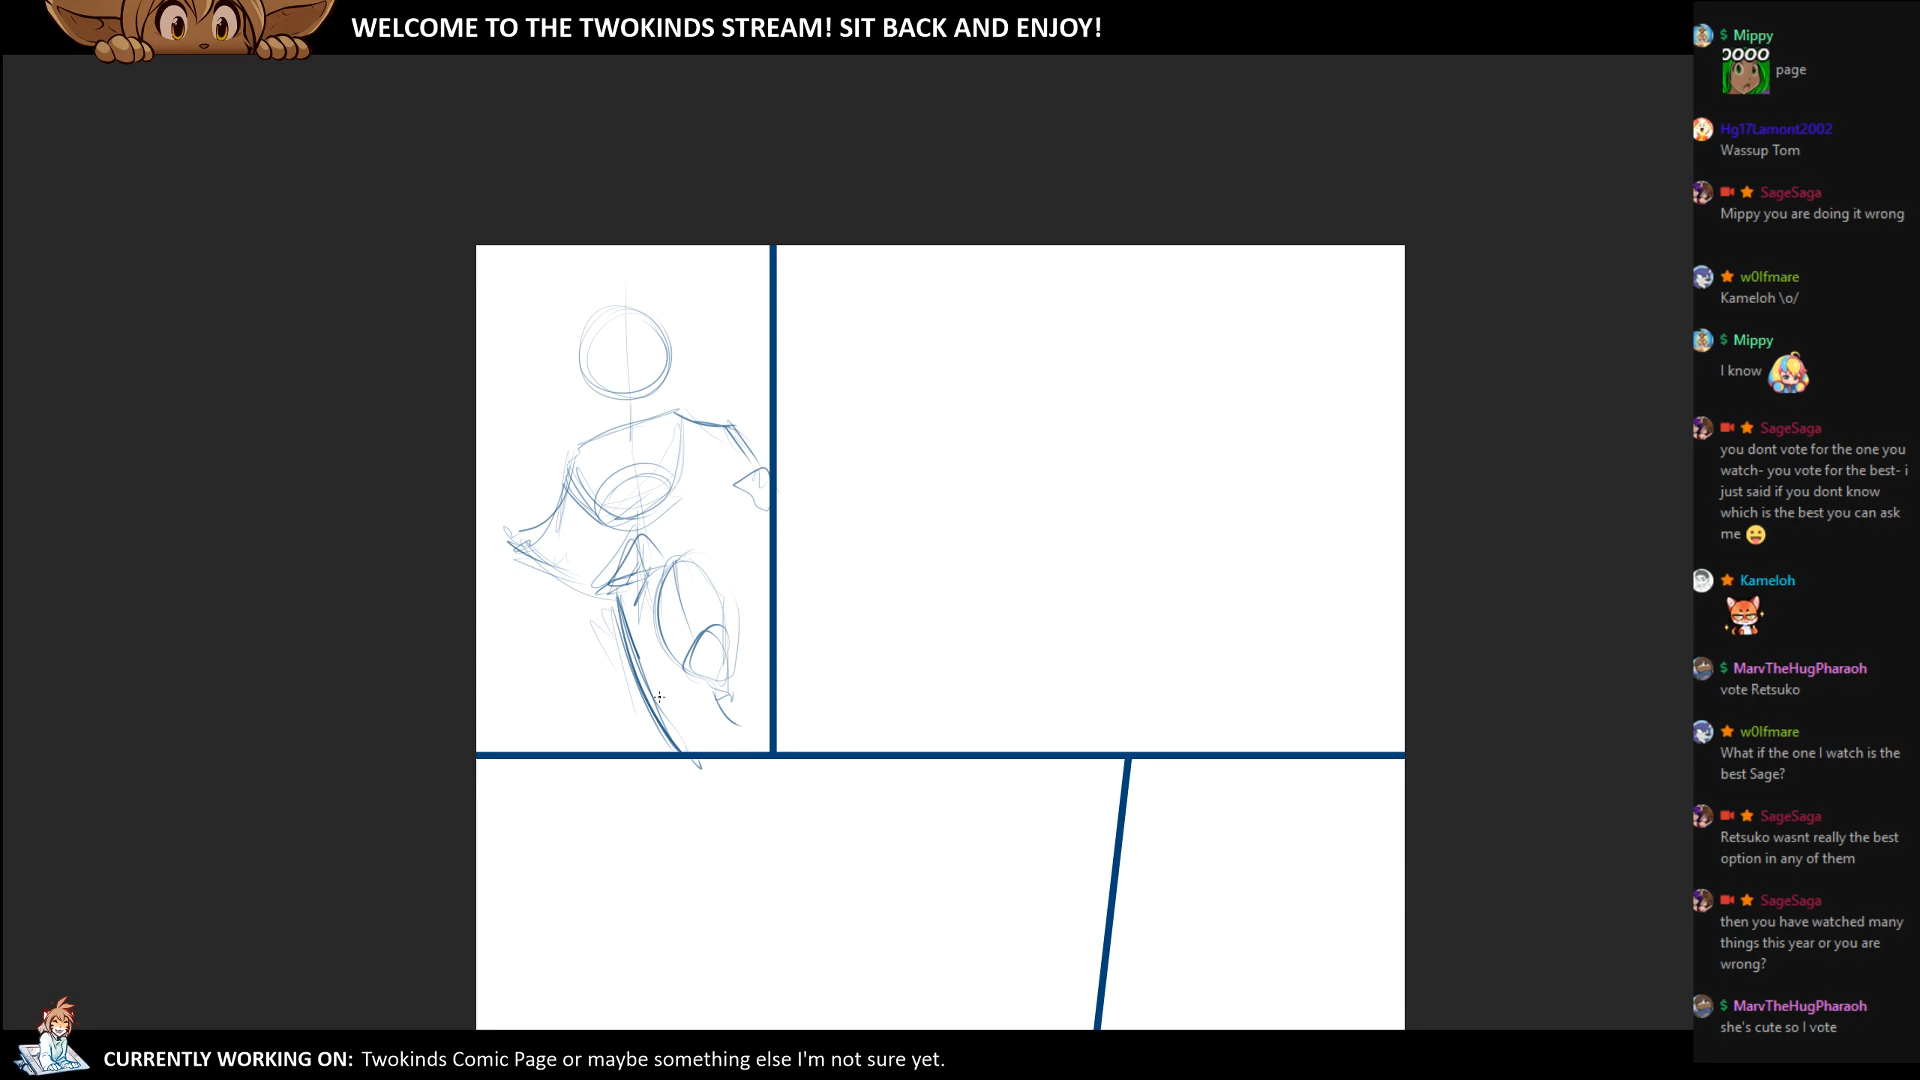 WELCOME TO THE TWOKINDS STREAM! SIT BACK AND ENJOY!
$ Mippy
OOOO
page
Hg17Lamont2002
Wassup Tom
SageSaga
Mippy you are doing it wrong
w0lfmare
Kameloh \o/
$ Mippy
I know
SageSaga
you dont vote for the one you
watch- you vote for the best- i
just said if you dont know
which is the best you can ask
me
Kameloh
$ MarvTheHugPharaoh
vote Retsuko
w0lfmare
What if the one I watch is the
best Sage?
SageSaga
Retsuko wasnt really the best
option in any of them
SageSaga
then you have watched many
things this year or you are
wrong?
$ MarvTheHugPharaoh
she's cute so I vote
CURRENTLY WORKING ON: Twokinds Comic Page or maybe something else I'm not sure yet.